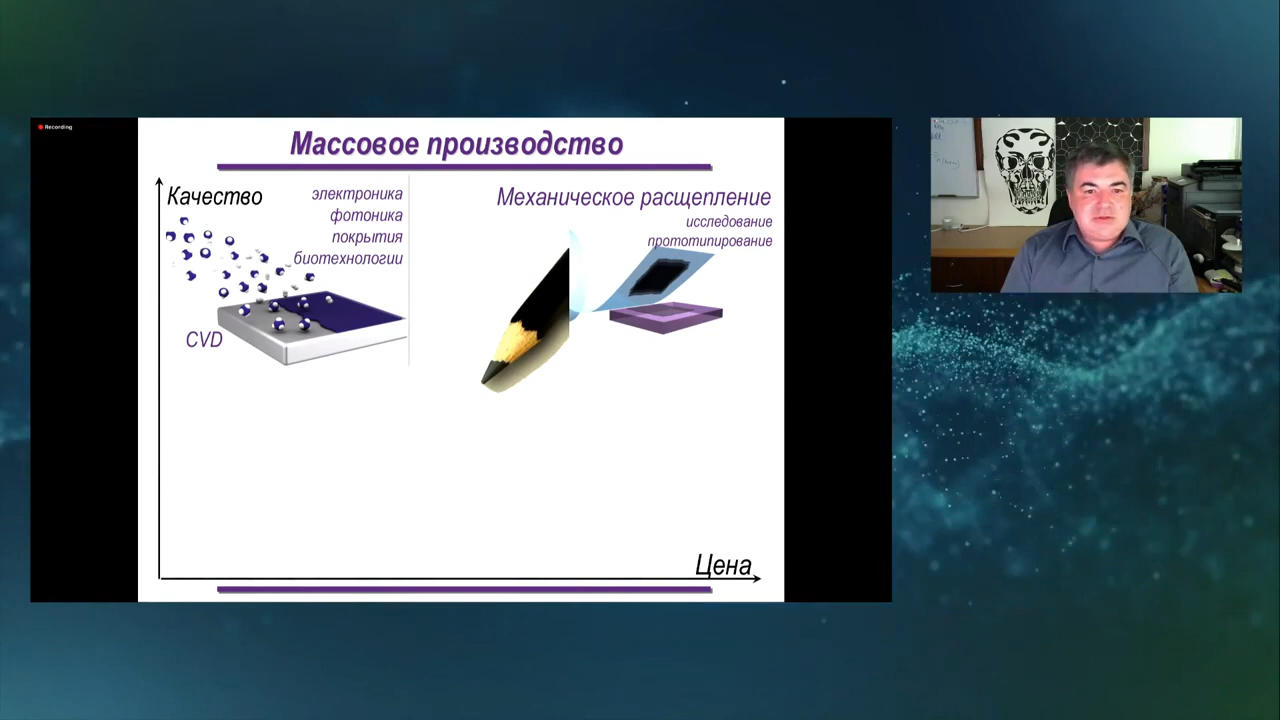 Recording
Массовое производство
Качество
электроника
фотоника
покрытия
биотехнологии
CVD
Механическое расщепление
исследование
прототипирование
Цена